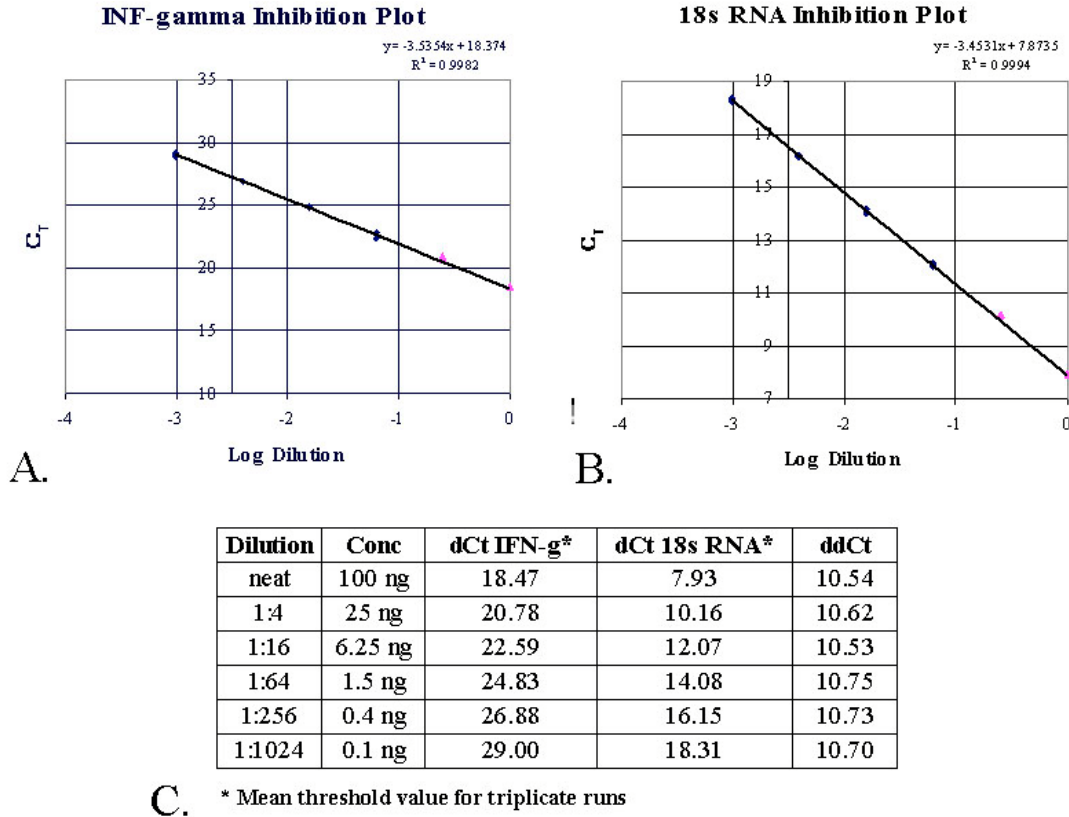 INF-gamma Inhibition Plot
y= -3.5354x + 18.374
R² = 0.9982
35
30
25
20
15
10
C_T
-4 -3 -2 -1 0
Log Dilution
A.
18s RNA Inhibition Plot
y= -3.4531x + 7.8735
R² = 0.9994
19
17
15
13
11
9
7
C_T
-4 -3 -2 -1 0
Log Dilution
B.
Dilution Conc dCt IFN-g* dCt 18s RNA* ddCt
neat 100 ng 18.47 7.93 10.54
1:4 25 ng 20.78 10.16 10.62
1:16 6.25 ng 22.59 12.07 10.53
1:64 1.5 ng 24.83 14.08 10.75
1:256 0.4 ng 26.88 16.15 10.73
1:1024 0.1 ng 29.00 18.31 10.70
C. * Mean threshold value for triplicate runs